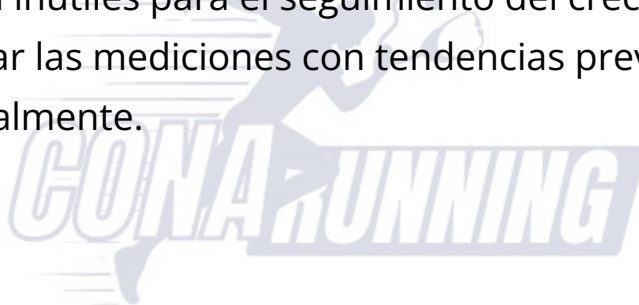 inútiles para el seguimiento del crec
ar las mediciones con tendencias prev
almente.
CONA RUNNING